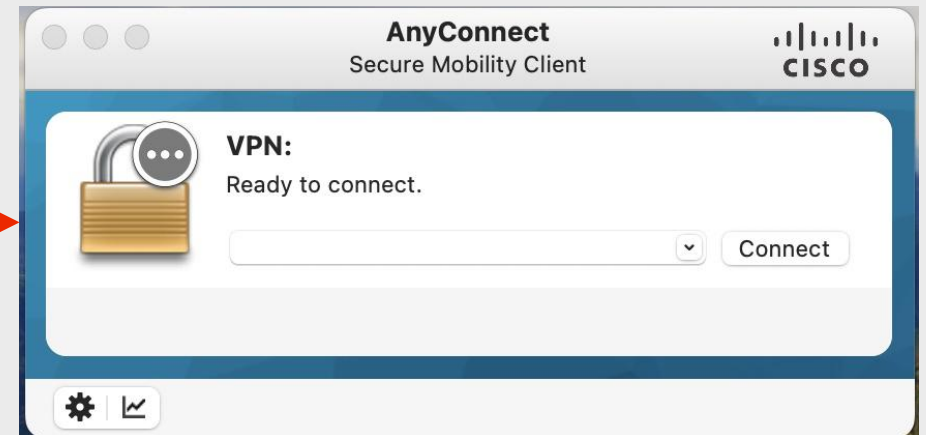 AnyConnect
Secure Mobility Client
CISCO
VPN:
Ready to connect.
Connect